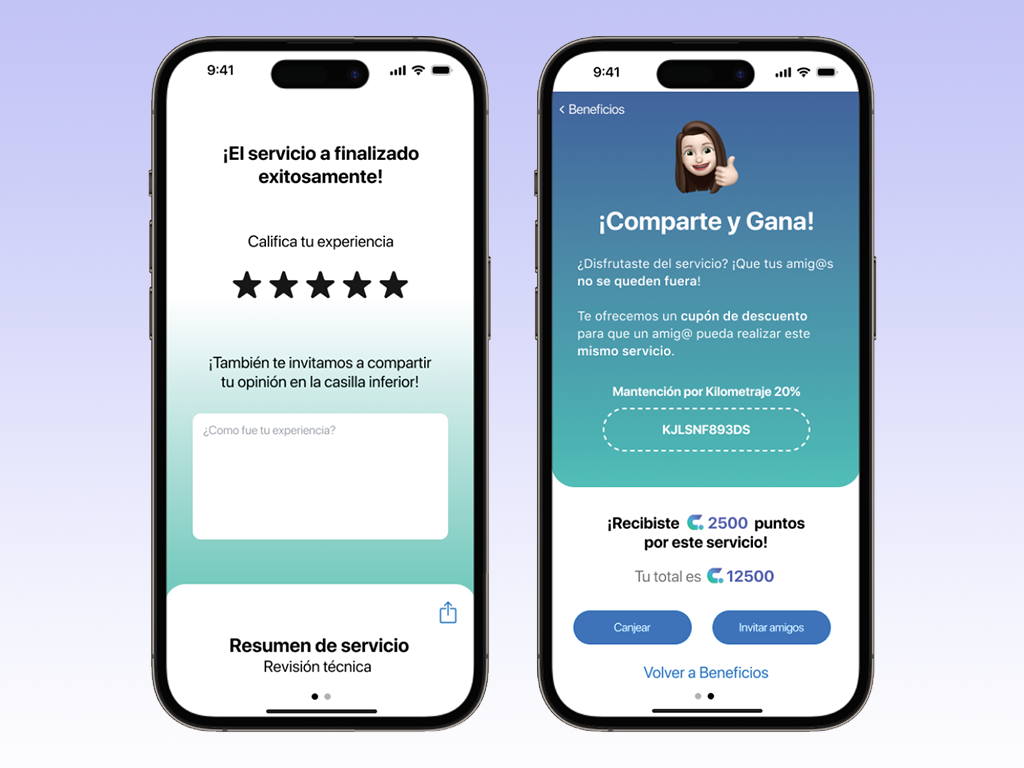 9:41
¡El servicio a finalizado
exitosamente!
Califica tu experiencia
¡También te invitamos a compartir
tu opinión en la casilla inferior!
¿Como fue tu experiencia?
Resumen de servicio
Revisión técnica
9:41
< Beneficios
¡Comparte y Gana!
¿Disfrutaste del servicio? ¡Que tus amig@s
no se queden fuera!
Te ofrecemos un cupón de descuento
para que un amig@ pueda realizar este
mismo servicio.
Mantención por Kilometraje 20%
KJLSNF893DS
¡Recibiste C. 2500 puntos
por este servicio!
Tu total es C. 12500
Canjear
Invitar amigos
Volver a Beneficios